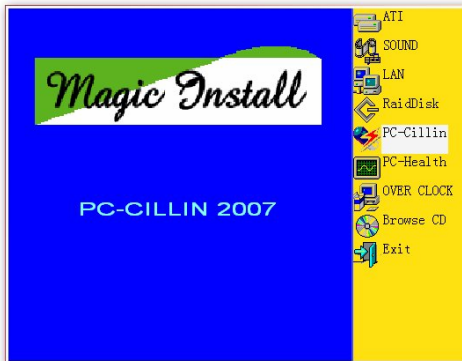 Magic Install
PC-CILLIN 2007
ATI
SOUND
LAN
RaidDisk
PC-Cillin
PC-Health
OVER CLOCK
Browse CD
Exit